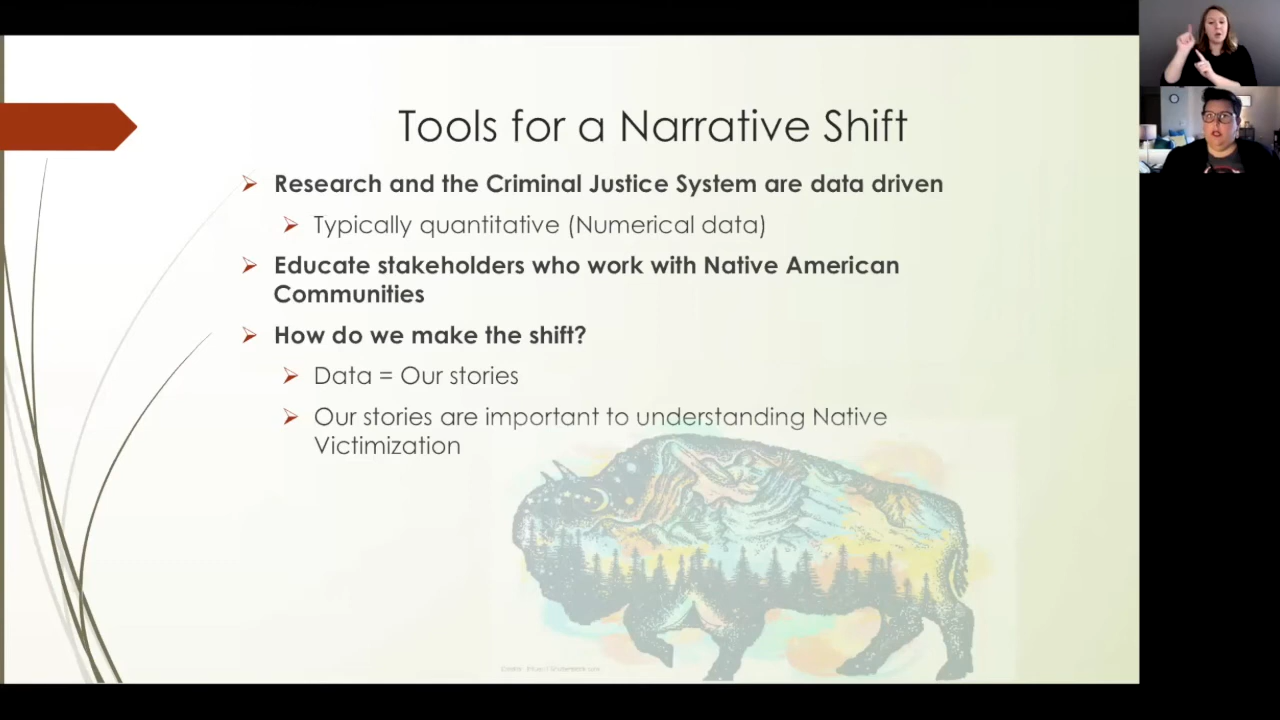 Tools for a Narrative Shift
Research and the Criminal Justice System are data driven
Typically quantitative (Numerical data)
Educate stakeholders who work with Native American
Communities
How do we make the shift?
Data = Our stories
Our stories are important to understanding Native
Victimization